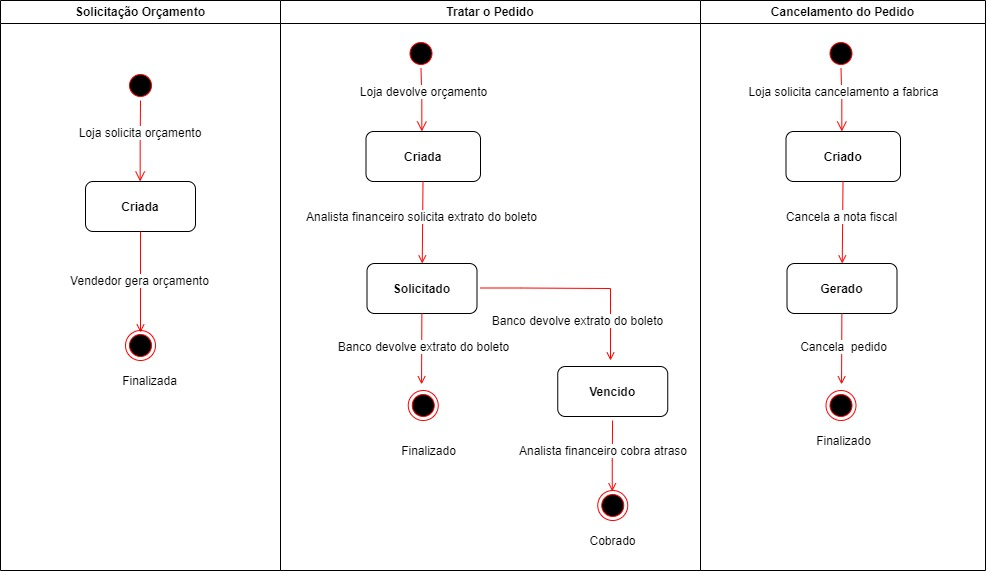 Solicitação Orçamento
Loja solicita orçamento
Criada
Vendedor gera orçamento
Finalizada
Tratar o Pedido
Loja devolve orçamento
Criada
Analista financeiro solicita extrato do boleto
Solicitado
Banco devolve extrato do boleto
Banco devolve extrato do boleto
Finalizado
Vencido
Analista financeiro cobra atraso
Cobrado
Cancelamento do Pedido
Loja solicita cancelamento a fabrica
Criado
Cancela a nota fiscal
Gerado
Cancela pedido
Finalizado